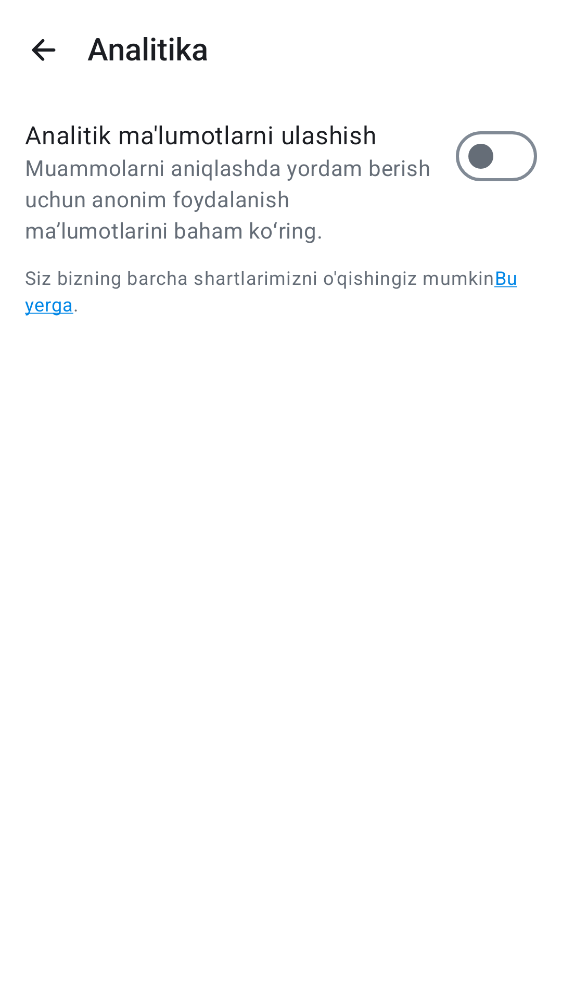 Analitika
Analitik ma'lumotlarni ulashish
Muammolarni aniqlashda yordam berish
uchun anonim foydalanish
maʼlumotlarini baham koʻring.
Siz bizning barcha shartlarimizni o'qishingiz mumkinBu
yerga.